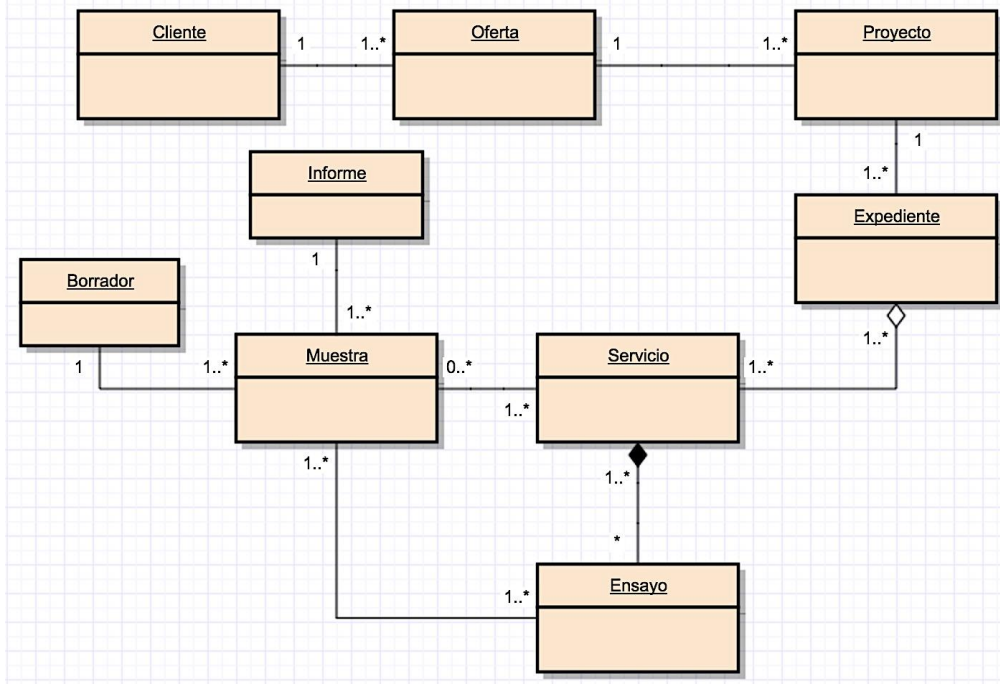 Cliente
1
1..*
Oferta
1
1..*
Proyecto
1
1..*
Informe
Expediente
1
1..*
Borrador
1
1..*
Muestra
0..*
1..*
Servicio
1..*
1..*
1..*
1..*
*
1..*
Ensayo